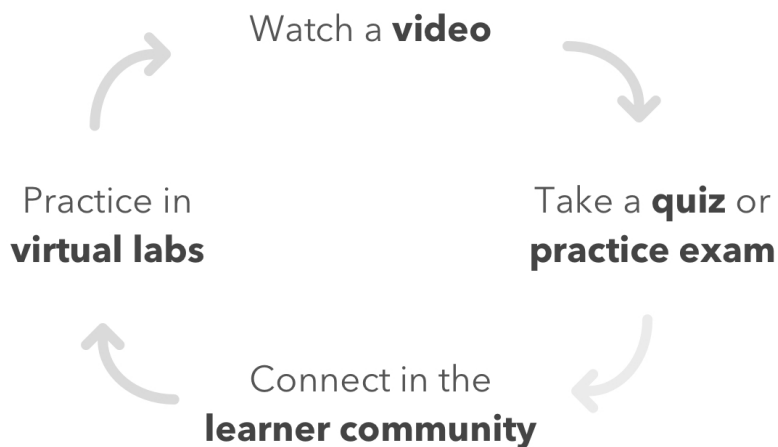 Watch a video
Take a quiz or
practice exam
Connect in the
learner community
Practice in
virtual labs